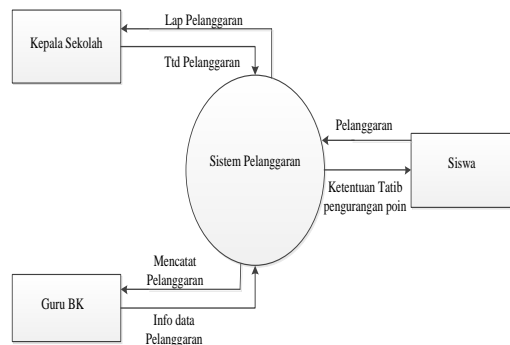 Lap Pelanggaran
Kepala Sekolah
Ttd Pelanggaran
Pelanggaran
Sistem Pelanggaran
Siswa
Ketentuan Tatib
pengurangan poin
Mencatat
Pelanggaran
Guru BK
Info data
Pelanggaran